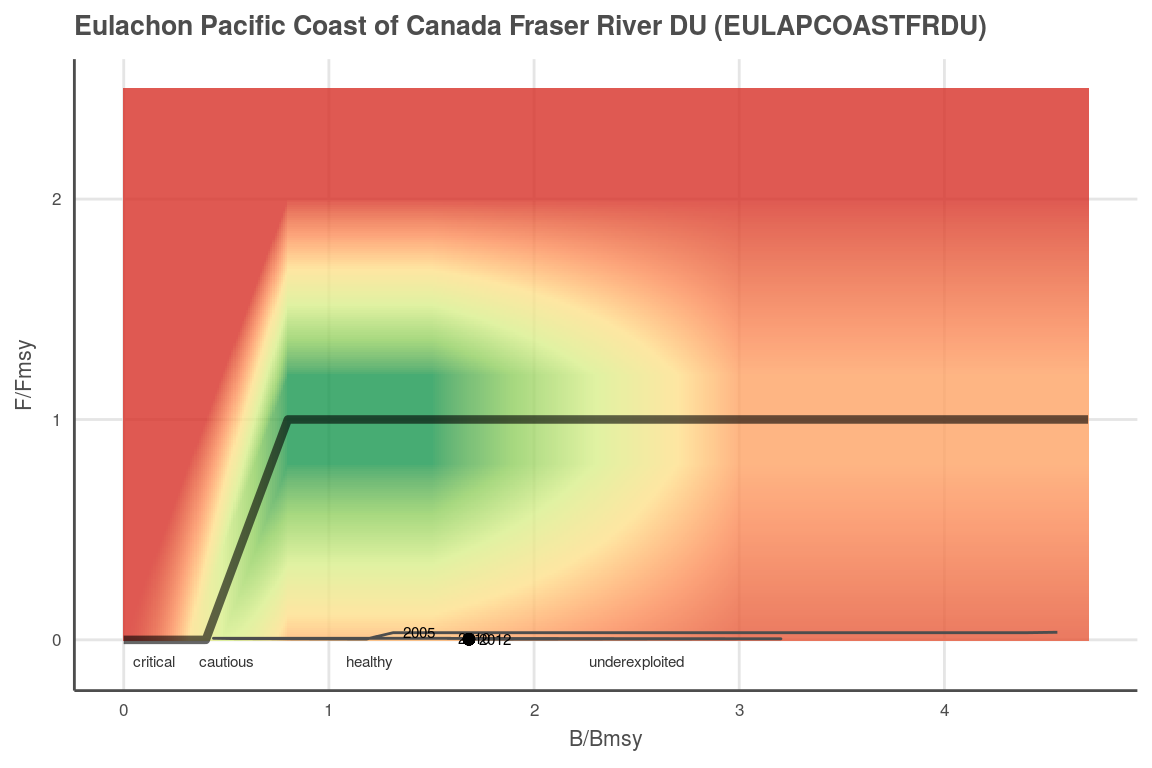 Eulachon Pacific Coast of Canada Fraser River DU (EULAPCOASTFRDU)
F/Fmsy
2
1
0
2005
2012
critical cautious healthy underexploited
0 1 2 3 4
B/Bmsy